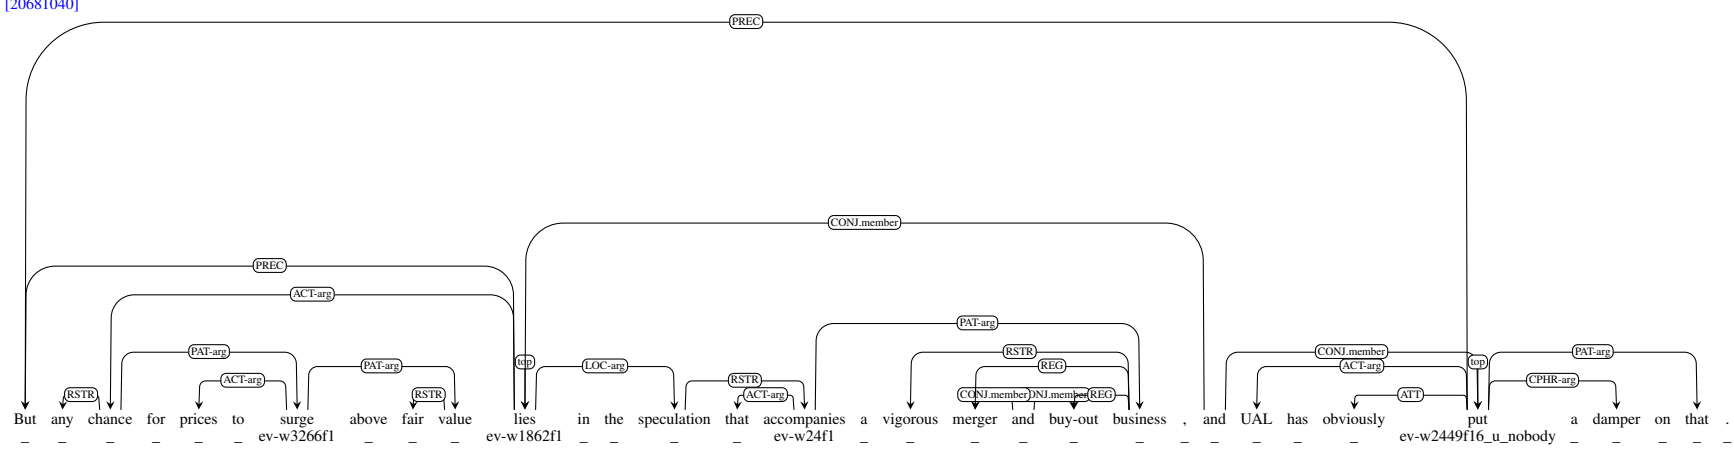 [20681040]
PREC
CONJ.member
PREC
ACT-arg
PAT-arg
PAT-arg RSTR CONJ.member PAT-arg
top PAT-arg LOC-arg REG ACT-arg top
ACT-arg RSTR CPHR-arg
RSTR RSTR ACT-arg CONJ.member ONJ.member REG ATT
But any chance for prices to surge above fair value lies in the speculation that accompanies a vigorous merger and buy-out business , and UAL has obviously put a damper on that .
_ _ _ _ _ _ ev-w3266f1 _ _ _ ev-w1862f1 _ _ _ _ ev-w24f1 _ _ _ _ _ _ _ _ _ _ _ ev-w2449f16_u_nobody _ _ _ _ _